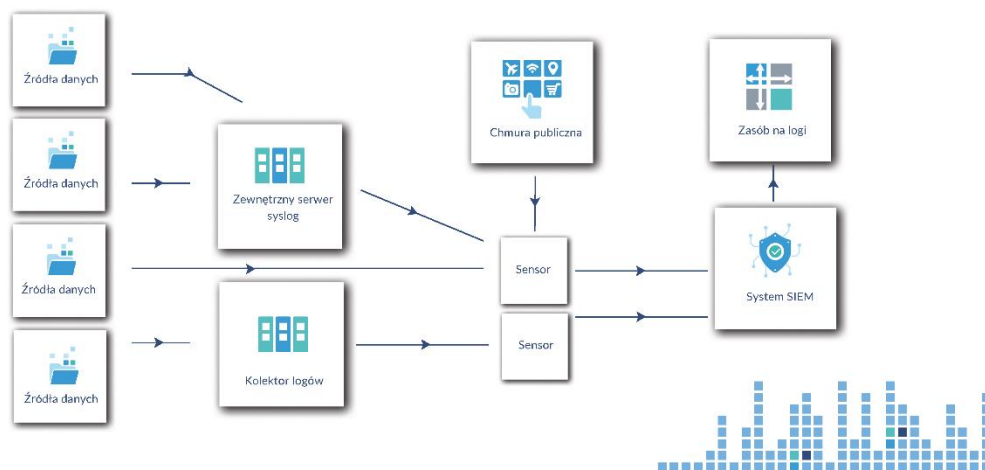 Źródła danych
Źródła danych
Źródła danych
Źródła danych
Zewnętrzny serwer
syslog
Kolektor logów
Chmura publiczna
Sensor
Sensor
Zasób na logi
System SIEM